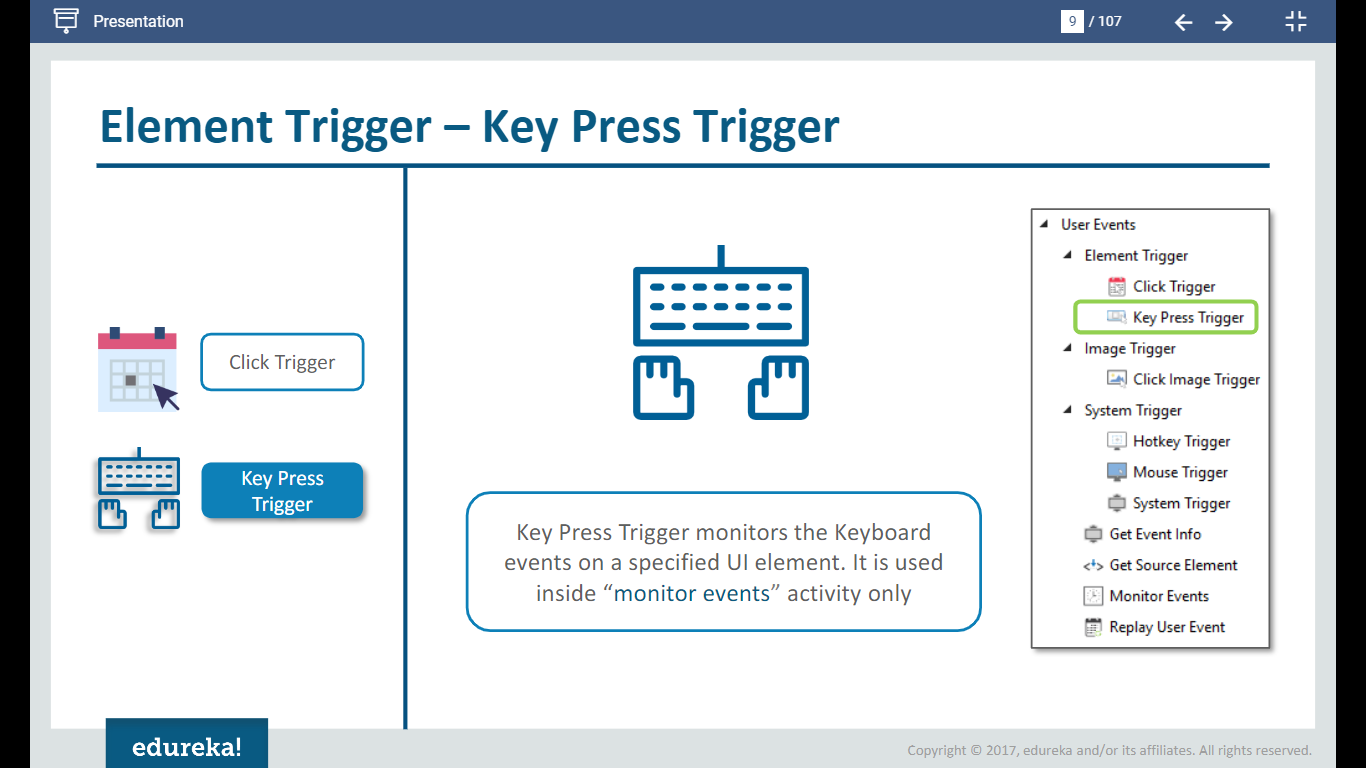 Presentation
9 / 107
Element Trigger – Key Press Trigger
Click Trigger
Key Press
Trigger
Key Press Trigger monitors the Keyboard
events on a specified UI element. It is used
inside “monitor events” activity only
User Events
Element Trigger
Click Trigger
Key Press Trigger
Image Trigger
Click Image Trigger
System Trigger
Hotkey Trigger
Mouse Trigger
System Trigger
Get Event Info
Get Source Element
Monitor Events
Replay User Event
edureka!
Copyright © 2017, edureka and/or its affiliates. All rights reserved.